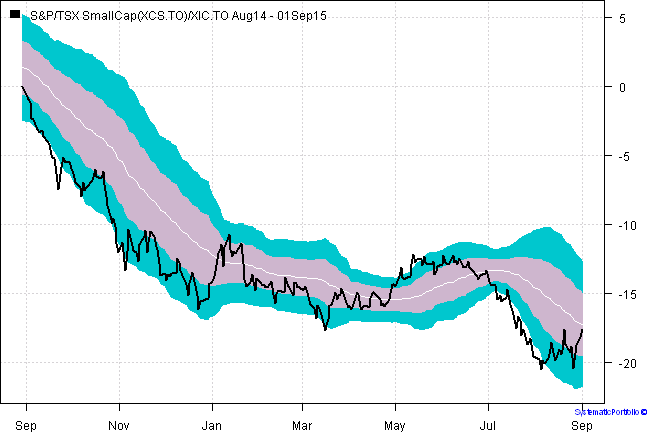 S&P/TSX SmallCap(XCS.TO)/XIC.TO Aug14 - 01Sep15
5
0
-5
-10
-15
-20
Sep Nov Jan Mar May Jul Sep
SystematicPortfolio ©